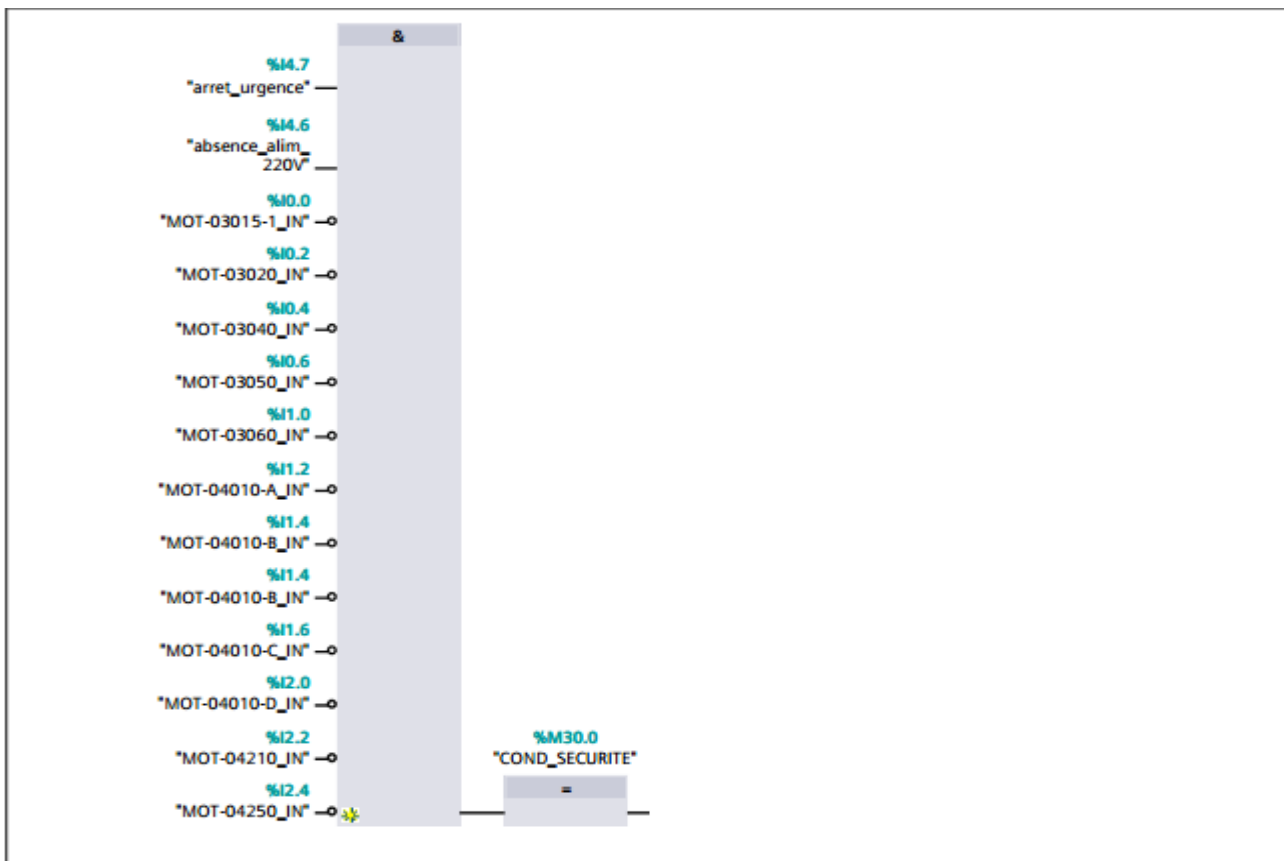 &
%I4.7
"arret_urgence"
%I4.6
"absence_alim_
220V"
%I0.0
"MOT-03015-1_IN"
%I0.2
"MOT-03020_IN"
%I0.4
"MOT-03040_IN"
%I0.6
"MOT-03050_IN"
%I1.0
"MOT-03060_IN"
%I1.2
"MOT-04010-A_IN"
%I1.4
"MOT-04010-B_IN"
%I1.4
"MOT-04010-B_IN"
%I1.6
"MOT-04010-C_IN"
%I2.0
"MOT-04010-D_IN"
%I2.2
"MOT-04210_IN"
%I2.4
"MOT-04250_IN"
%M30.0
"COND_SECURITE"
=